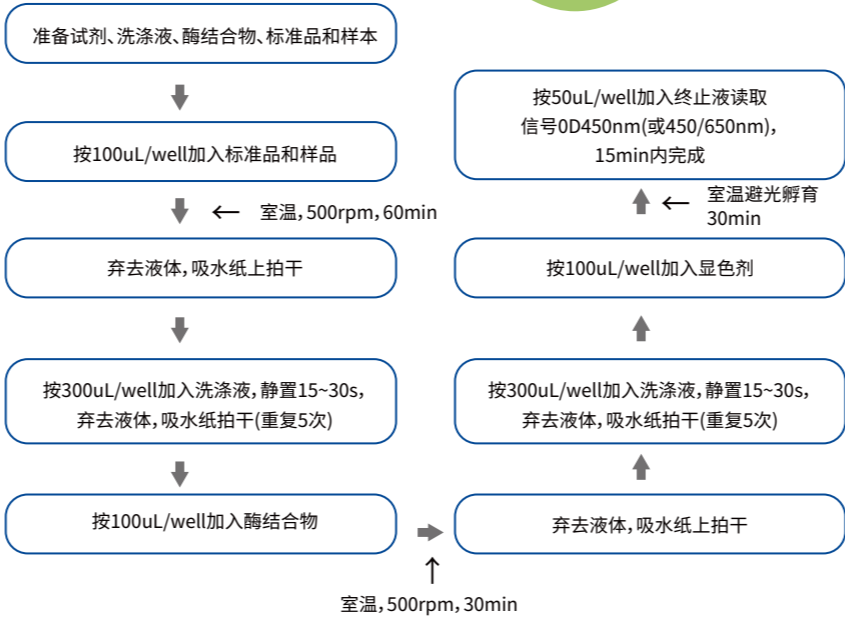 准备试剂、洗涤液、酶结合物、标准品和样本
按100uL/well加入标准品和样品
室温，500rpm，60min
弃去液体，吸水纸上拍干
按300uL/well加入洗涤液，静置15~30s，
弃去液体，吸水纸拍干(重复5次)
按100uL/well加入酶结合物
室温，500rpm，30min
弃去液体，吸水纸上拍干
按300uL/well加入洗涤液，静置15~30s，
弃去液体，吸水纸拍干(重复5次)
按100uL/well加入显色剂
室温避光孵育
30min
按50uL/well加入终止液读取
信号0D450nm(或450/650nm)，
15min内完成